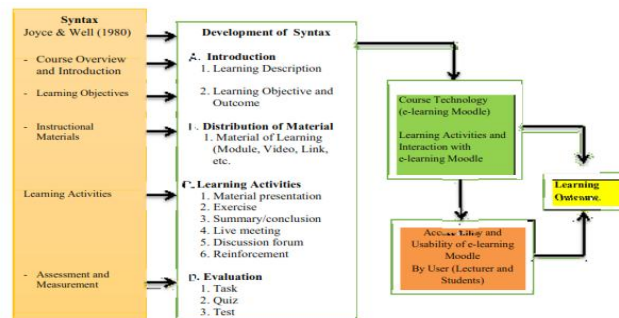 Syntax
Joyce & Well (1980)
- Course Overview
and Introduction
- Learning Objectives
- Instructional
Materials
Learning Activities
- Assessment and
Measurement
Development of Syntax
A. Introduction
1. Learning Description
2. Learning Objective and
Outcome
Distribution of Material
1. Material of Learning
(Module, Video, Link,
etc.
C. Learning Activities
1. Material presentation
2. Exercise
3. Summary/conclusion
4. Live meeting
5. Discussion forum
6. Reinforcement
D. Evaluation
1. Task
2. Quiz
3. Test
Course Technology
(e-learning Moodle)
Learning Activities and
Interaction with
e-learning Moodle
and
Usability of e-learning
Moodle
By User (Lecturer and
Students)
Learning